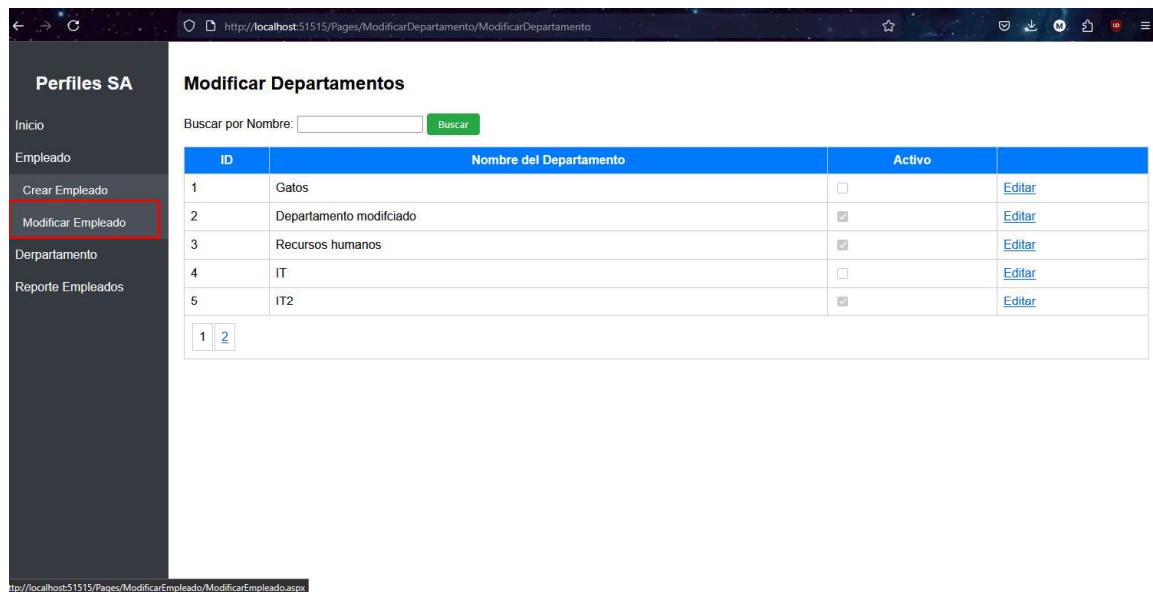 http://localhost:51515/Pages/ModificarDepartamento/ModificarDepartamento
Perfiles SA
Inicio
Empleado
Crear Empleado
Modificar Empleado
Derpartamento
Reporte Empleados
Modificar Departamentos
Buscar por Nombre: Buscar
ID Nombre del Departamento Activo
1 Gatos Editar
2 Departamento modifciado Editar
3 Recursos humanos Editar
4 IT Editar
5 IT2 Editar
1 2
ttp://localhost:51515/Pages/ModificarEmpleado/ModificarEmpleado.aspx